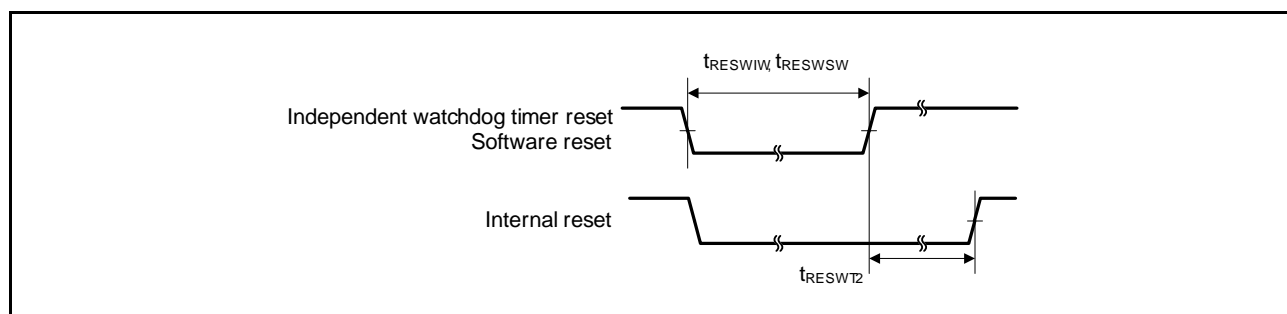 tRESWIW, tRESWSW
Independent watchdog timer reset
Software reset
Internal reset
tRESWT2